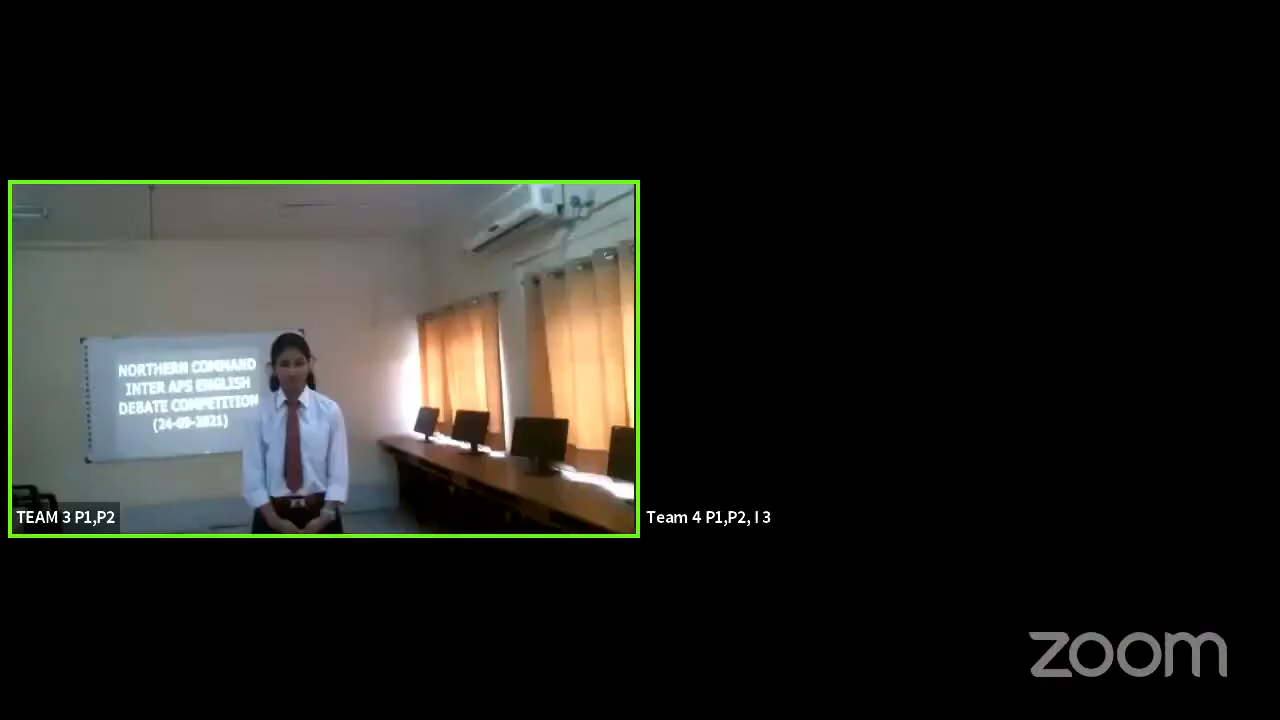 NORTHERN COMMAND
INTER APS ENGLISH
DEBATE COMPETITION
(24-09-2021)
TEAM 3 P1,P2
Team 4 P1,P2, I 3
zoom